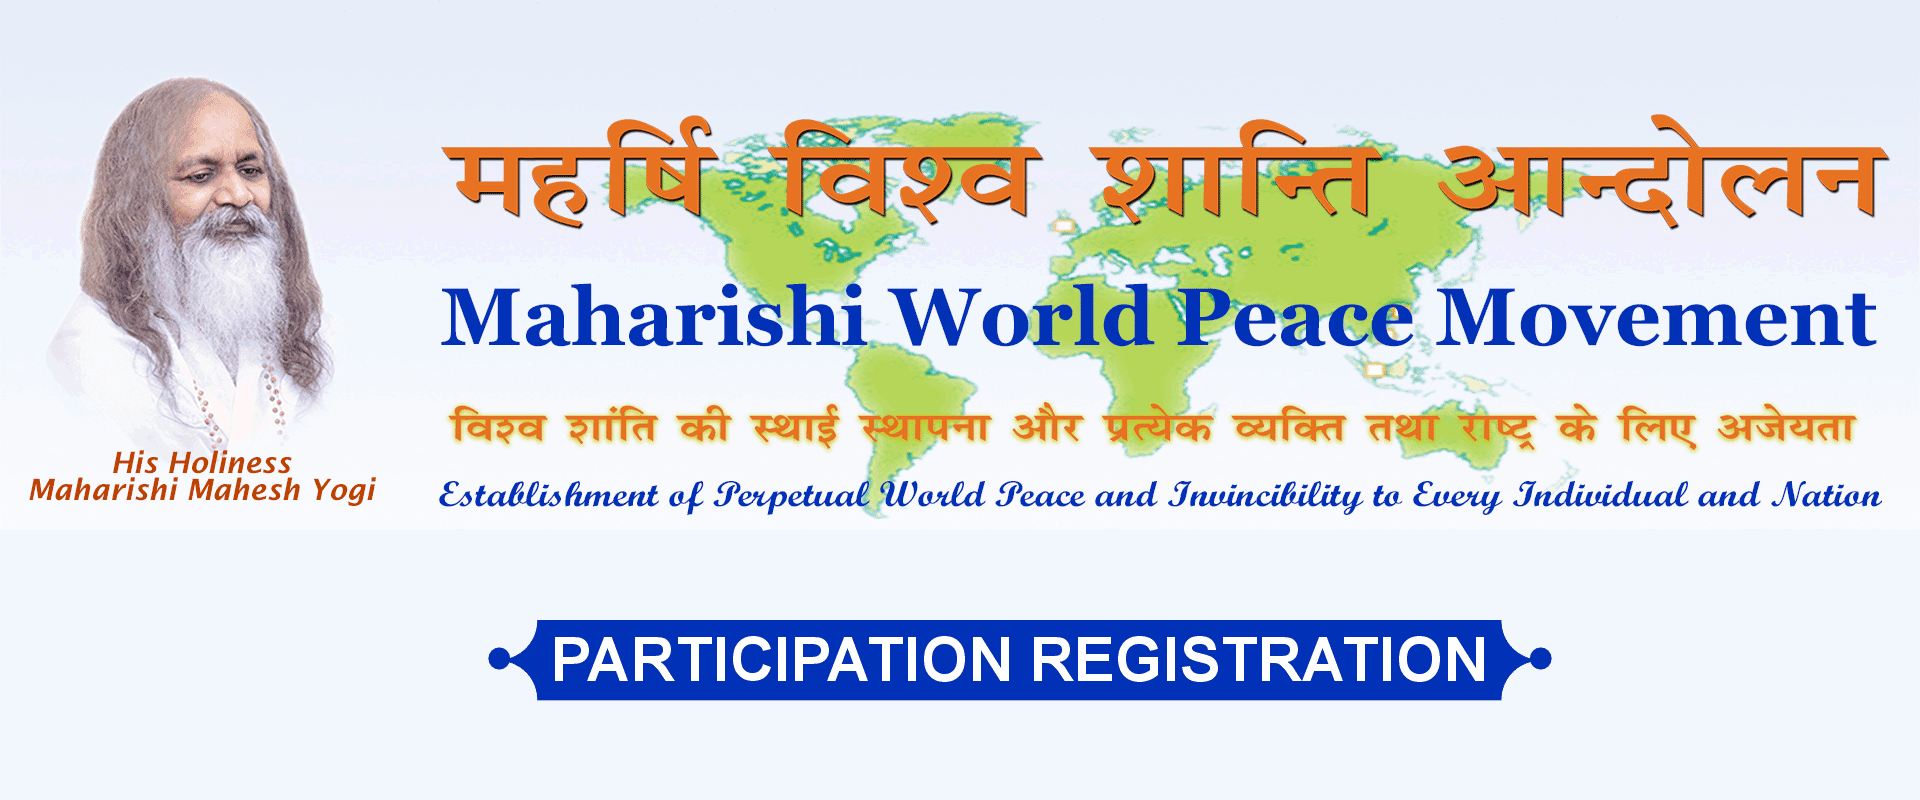 महर्षि विश्व शान्ति आन्दोलन
Maharishi World Peace Movement
विश्व शांति की स्थाई स्थापना और प्रत्येक व्यक्ति तथा राष्ट्र के लिए अजेयता
Establishment of Perpetual World Peace and Invincibility to Every Individual and Nation
His Holiness
Maharishi Mahesh Yogi
PARTICIPATION REGISTRATION